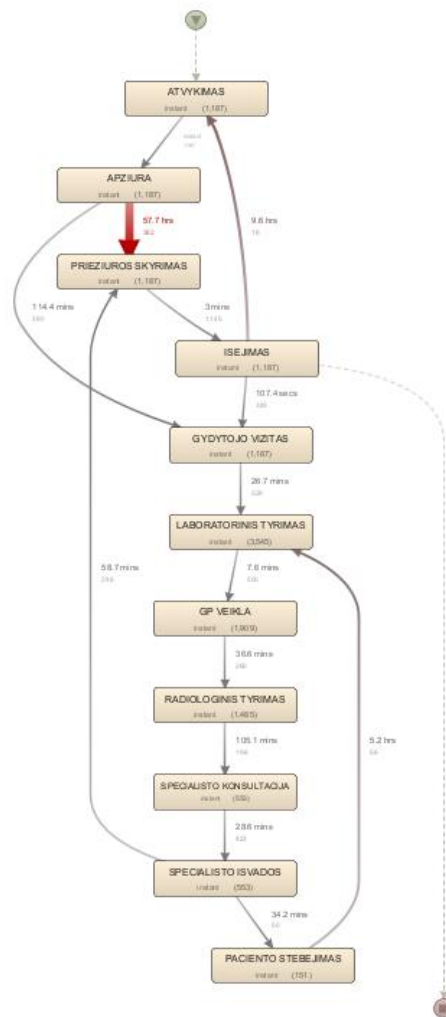 ATVYKIMAS
instant (1,187)
APZIURA
instant (1,187)
57.7 hrs
362
9.6 hrs
PRIEZIUROS SKYRIMAS
instant (1,187)
114.4 mins
3 mins
ISEJIMAS
instant (1,187)
107.4 secs
GYDYTOJO VIZITAS
instant (1,187)
26.7 mins
LABORATORINIS TYRIMAS
instant (3,545)
58.7 mins
7.6 mins
GP VEIKLA
instant (1,909)
36.6 mins
RADIOLOGINIS TYRIMAS
instant (1,465)
105.1 mins
5.2 hrs
SPECIALISTO KONSULTACIJA
instant (553)
28.6 mins
SPECIALISTO ISVADOS
instant (553)
34.2 mins
PACIENTO STEBEJIMAS
instant (151)